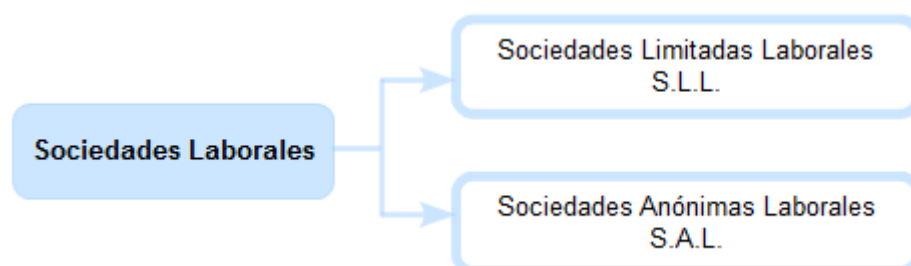 Sociedades Limitadas Laborales
S.L.L.
Sociedades Laborales
Sociedades Anónimas Laborales
S.A.L.